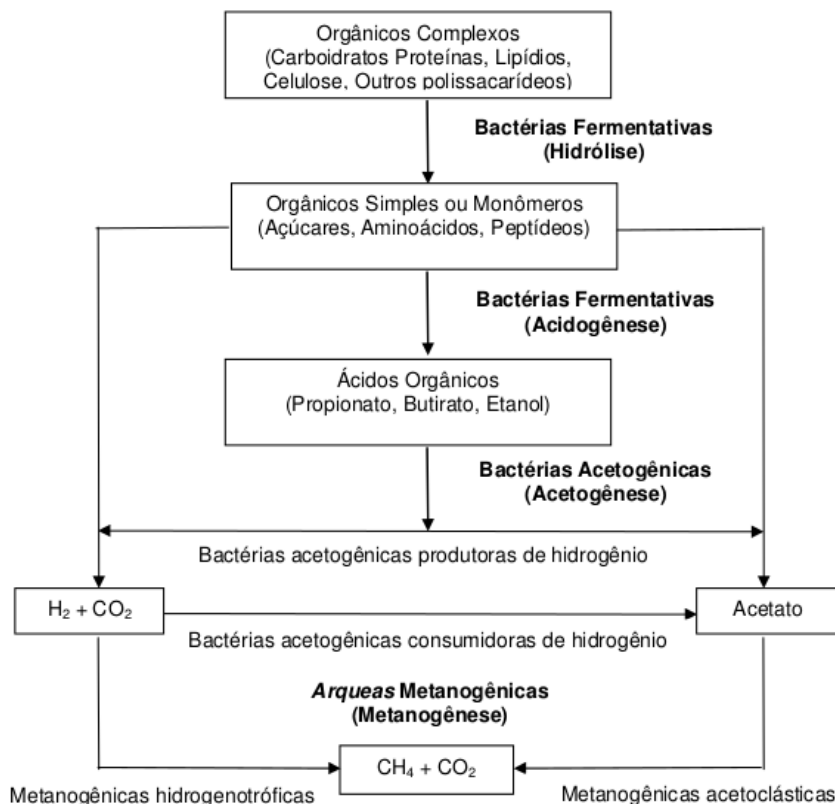 Orgânicos Complexos
(Carboidratos Proteínas, Lipídios,
Celulose, Outros polissacarídeos)
Bactérias Fermentativas
(Hidrólise)
Orgânicos Simples ou Monômeros
(Açúcares, Aminoácidos, Peptídeos)
Bactérias Fermentativas
(Acidogênese)
Ácidos Orgânicos
(Propionato, Butirato, Etanol)
Bactérias Acetogênicas
(Acetogênese)
Bactérias acetogênicas produtoras de hidrogênio
H₂ + CO₂
Acetato
Bactérias acetogênicas consumidoras de hidrogênio
Arqueas Metanogênicas
(Metanogênese)
CH₄ + CO₂
Metanogênicas hidrogenotróficas
Metanogênicas acetoclásticas